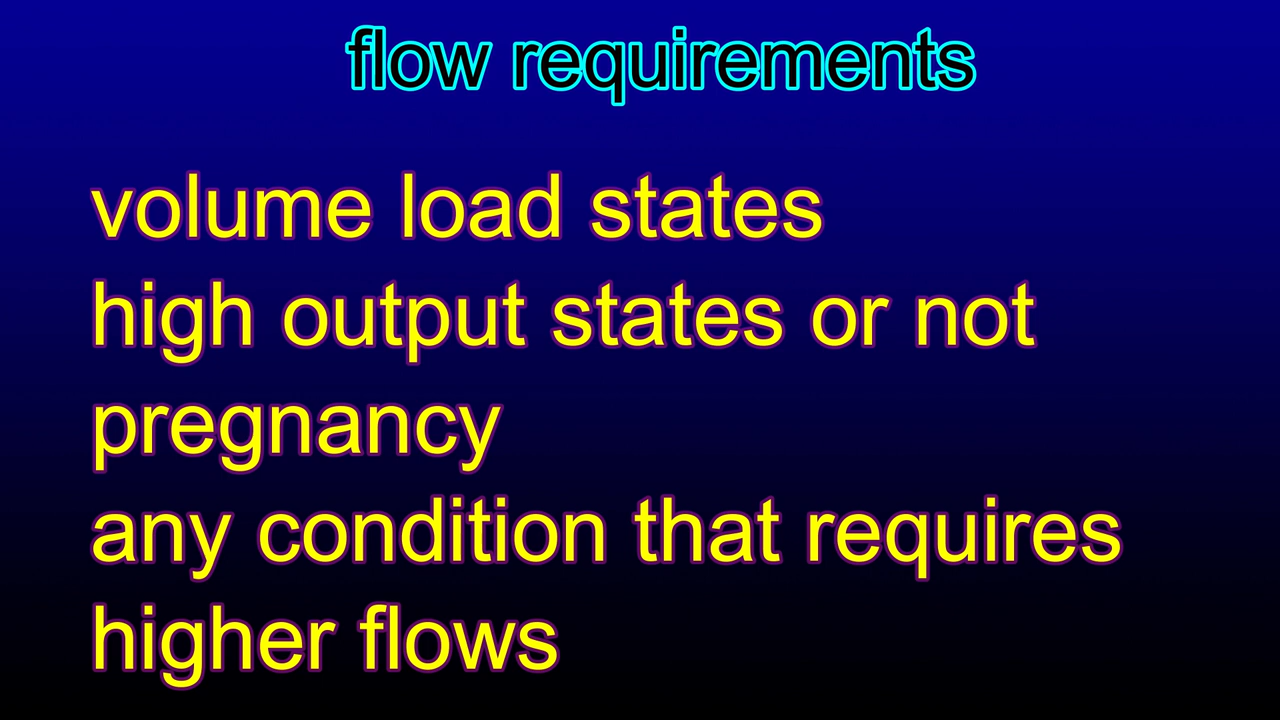 flow requirements
volume load states
high output states or not
pregnancy
any condition that requires
higher flows